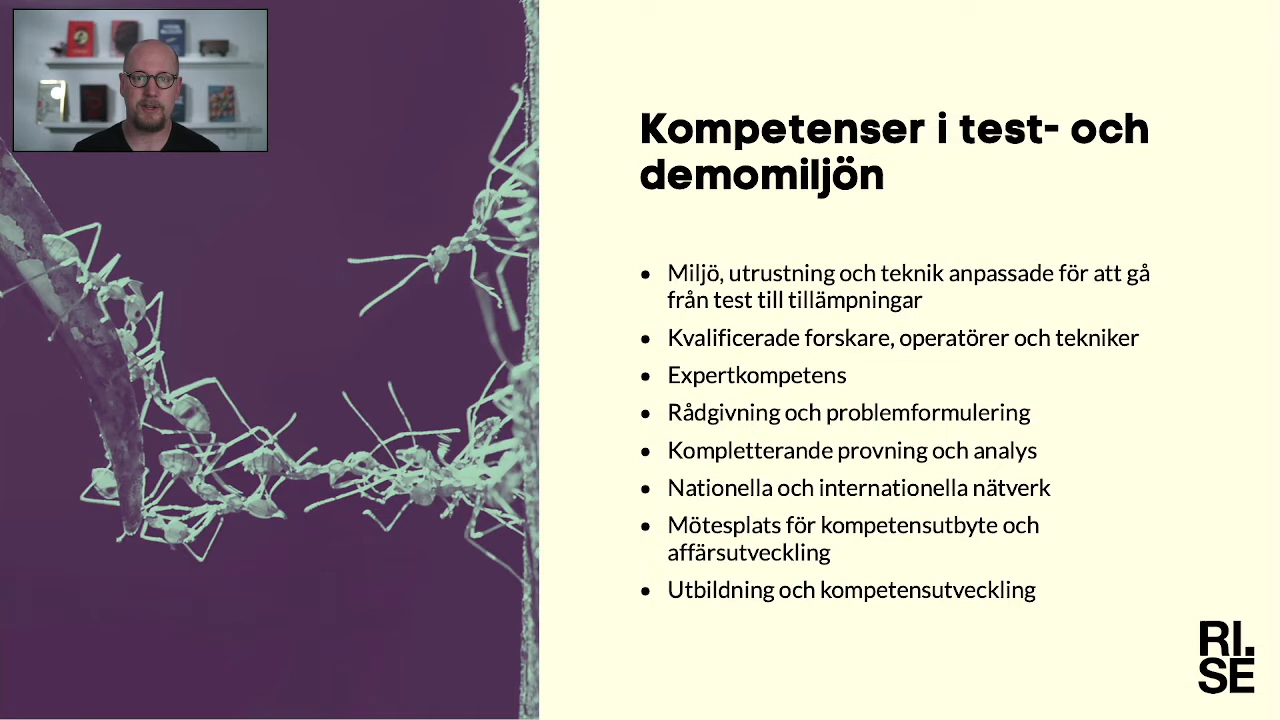 Kompetenser i test- och
demomiljön
• Miljö, utrustning och teknik anpassade för att gå
från test till tillämpningar
• Kvalificerade forskare, operatörer och tekniker
• Expertkompetens
• Rådgivning och problemformulering
• Kompletterande provning och analys
• Nationella och internationella nätverk
• Mötesplats för kompetensutbyte och
affärsutveckling
• Utbildning och kompetensutveckling
RI.
SE